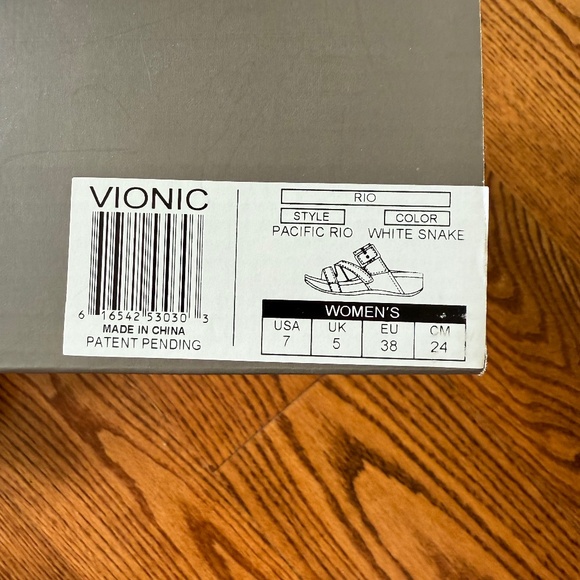 VIONIC
6 16542 53030 3
MADE IN CHINA
PATENT PENDING
RIO
STYLE COLOR
PACIFIC RIO WHITE SNAKE
WOMEN'S
USA UK EU CM
7 5 38 24